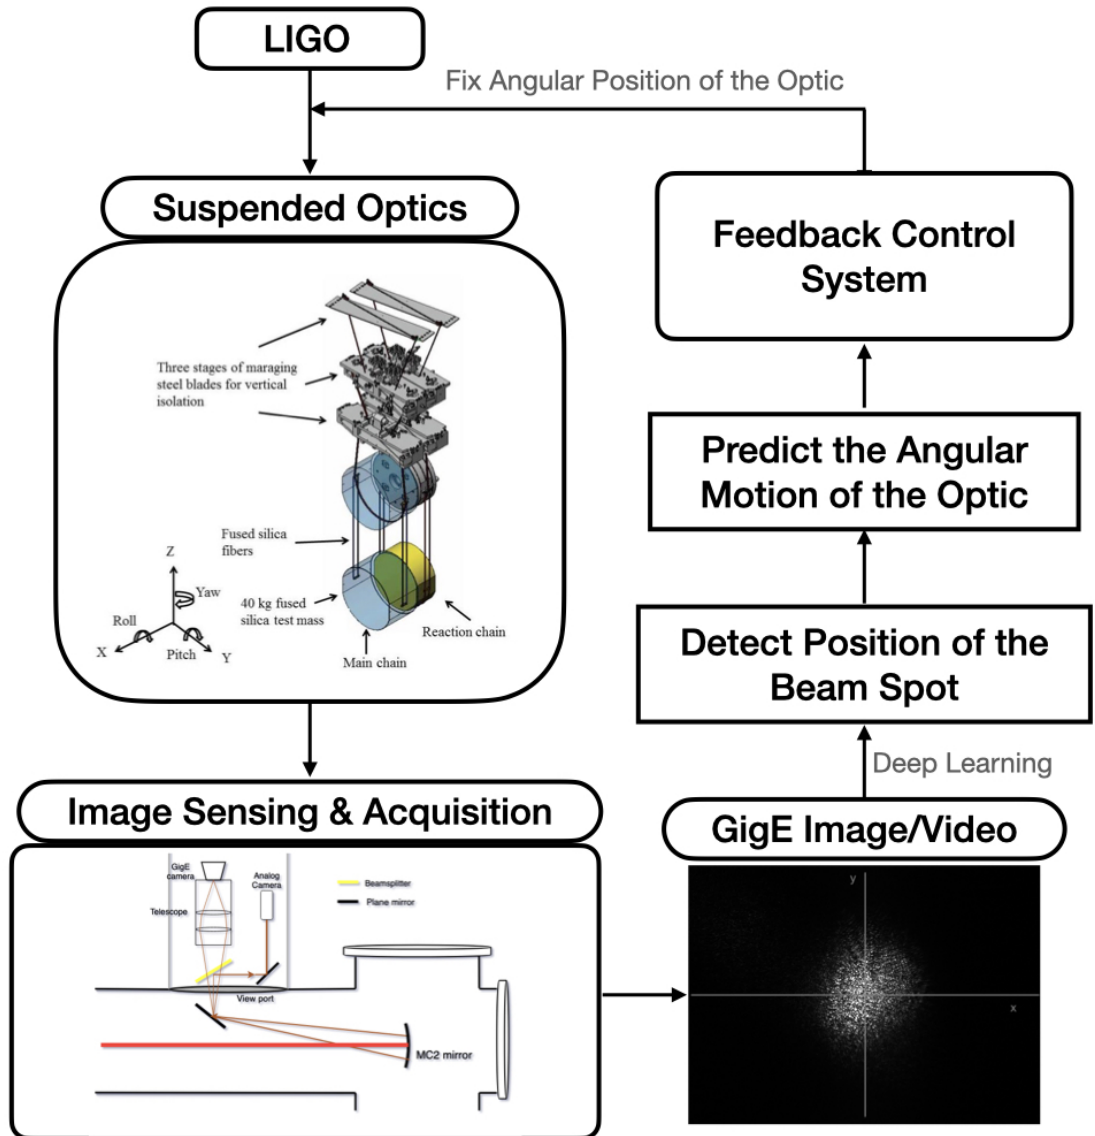 LIGO
Fix Angular Position of the Optic
Suspended Optics
Three stages of maraging
steel blades for vertical
isolation
Fused silica
fibers
Z
Yaw
Roll
X
Pitch
Y
40 kg fused
silica test mass
Reaction chain
Main chain
Image Sensing & Acquisition
GigE
camera
Analog
Camera
Telescope
Beamsplitter
Plane mirror
View port
MC2 mirror
GigE Image/Video
y
x
Deep Learning
Detect Position of the
Beam Spot
Predict the Angular
Motion of the Optic
Feedback Control
System